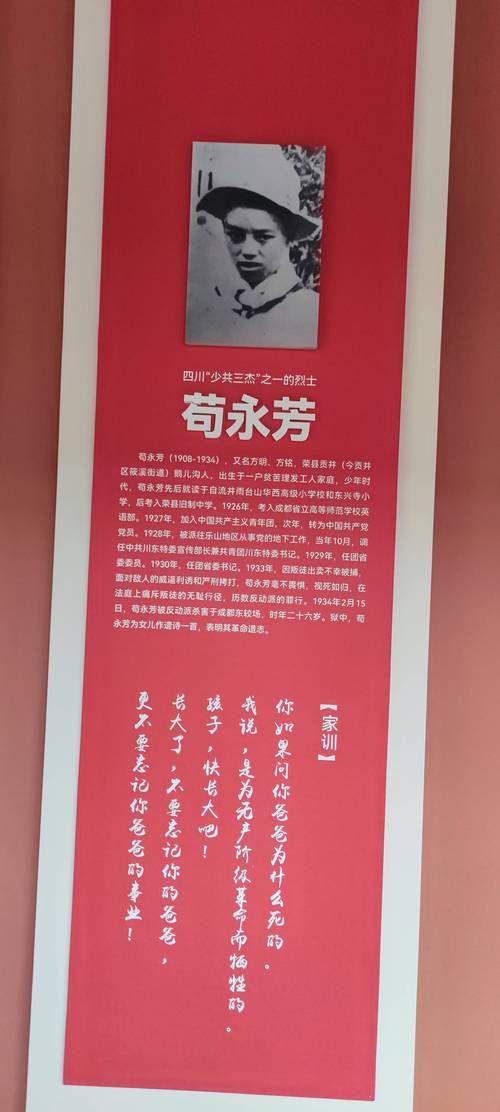 四川“少共三杰”之一的烈士
苟永芳
苟永芳（1908-1934），又名方明、方铭，荣县贡井（今贡井
区筱溪街道）鹅儿沟人，出生于一户贫苦理发工人家庭，少年时
代，苟永芳先后就读于自流井雨台山华西高级小学校和东兴寺小
学，后考入荣县旧制中学。1926年，考入成都省立高等师范学校英
语部。1927年，加入中国共产主义青年团，次年，转为中国共产党
党员。1928年，被派往乐山地区从事党的地下工作，当年10月，调
任中共川东特委宣传部长兼共青团川东特委书记。1929年，任团省
委委员。1930年，任团省委书记。1933年，因叛徒出卖不幸被捕，
面对敌人的威逼利诱和严刑拷打，苟永芳毫不畏惧，视死如归，在
法庭上痛斥叛徒的无耻行径，历数反动派的罪行。1934年2月15
日，苟永芳被反动派杀害于成都东较场，时年二十六岁。狱中，苟
永芳为女儿作遗诗一首，表明其革命遗志。
【家训】
你如果问你爸爸为什么死的。
我说，是为无产阶级革命而牺牲的。
孩子，快长大吧！
长大了，不要忘记你的爸爸，
更不要忘记你爸爸的事业！